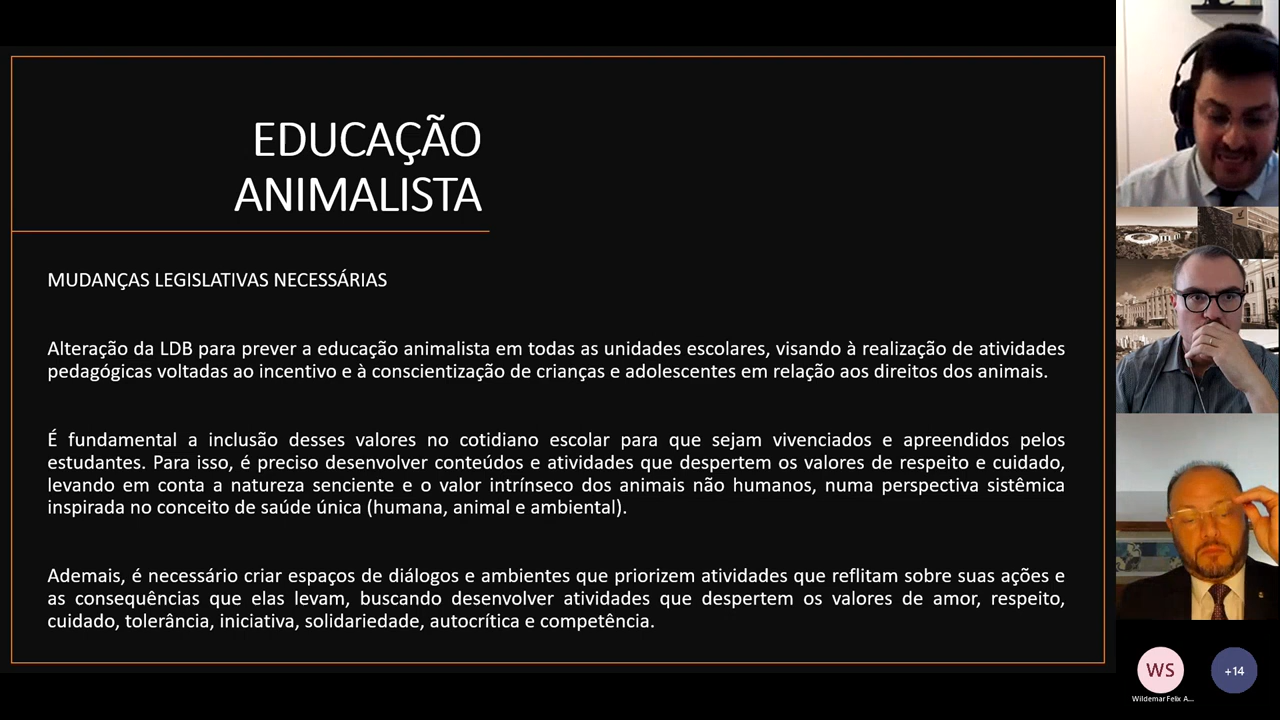 EDUCAÇÃO
ANIMALISTA
MUDANÇAS LEGISLATIVAS NECESSÁRIAS
Alteração da LDB para prever a educação animalista em todas as unidades escolares, visando à realização de atividades
pedagógicas voltadas ao incentivo e à conscientização de crianças e adolescentes em relação aos direitos dos animais.
É fundamental a inclusão desses valores no cotidiano escolar para que sejam vivenciados e apreendidos pelos
estudantes. Para isso, é preciso desenvolver conteúdos e atividades que despertem os valores de respeito e cuidado,
levando em conta a natureza senciente e o valor intrínseco dos animais não humanos, numa perspectiva sistêmica
inspirada no conceito de saúde única (humana, animal e ambiental).
Ademais, é necessário criar espaços de diálogos e ambientes que priorizem atividades que reflitam sobre suas ações e
as consequências que elas levam, buscando desenvolver atividades que despertem os valores de amor, respeito,
cuidado, tolerância, iniciativa, solidariedade, autocrítica e competência.
WS
+14
Wildemar Felix A...